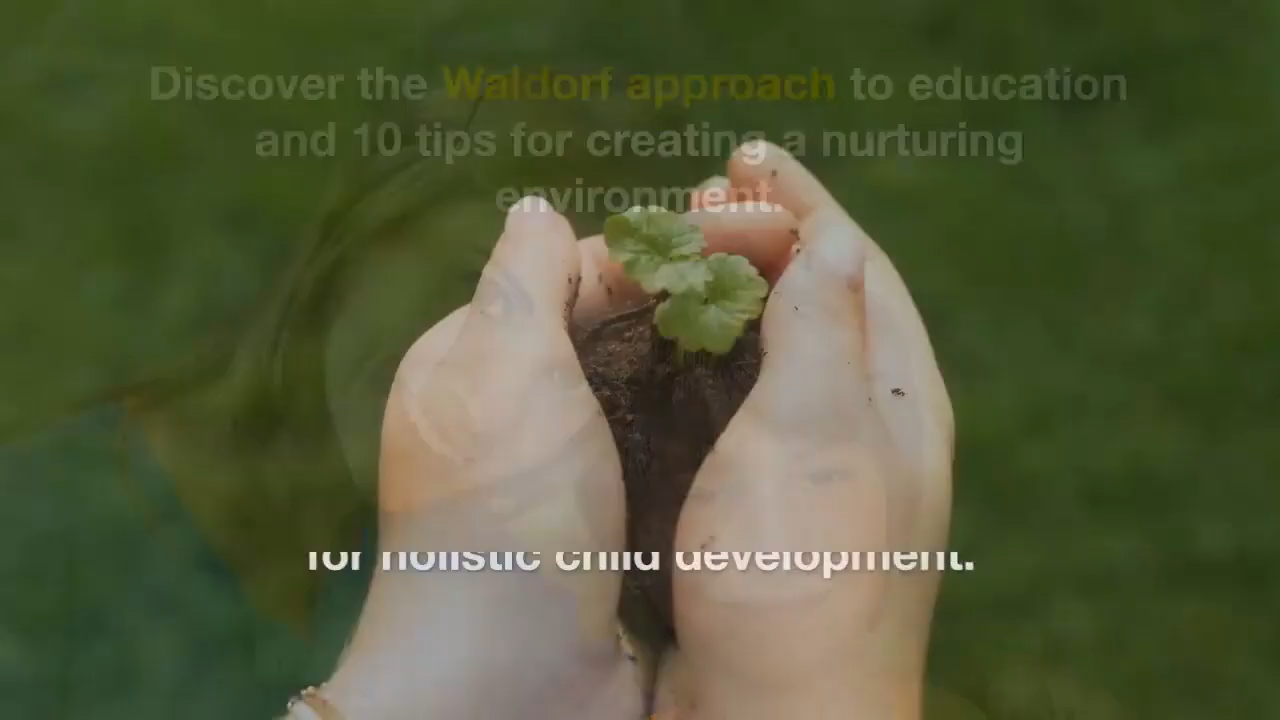 Discover the Waldorf approach to education
and 10 tips for creating a nurturing
environment.
for holistic child development.